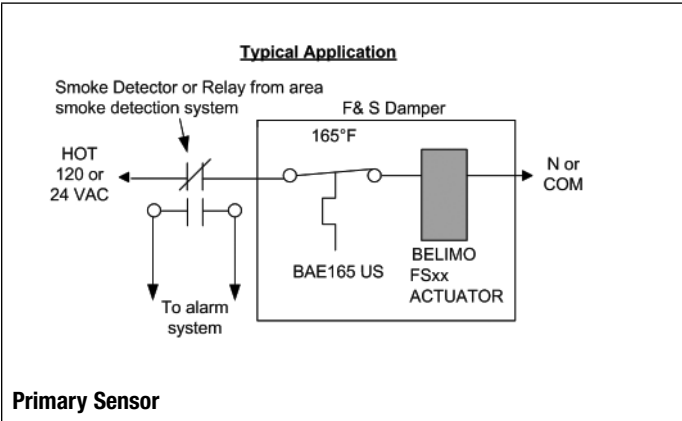 Typical Application
Smoke Detector or Relay from area
smoke detection system
F& S Damper
165°F
HOT
120 or
24 VAC
N or
COM
BAE165 US
BELIMO
FSxx
ACTUATOR
To alarm
system
Primary Sensor